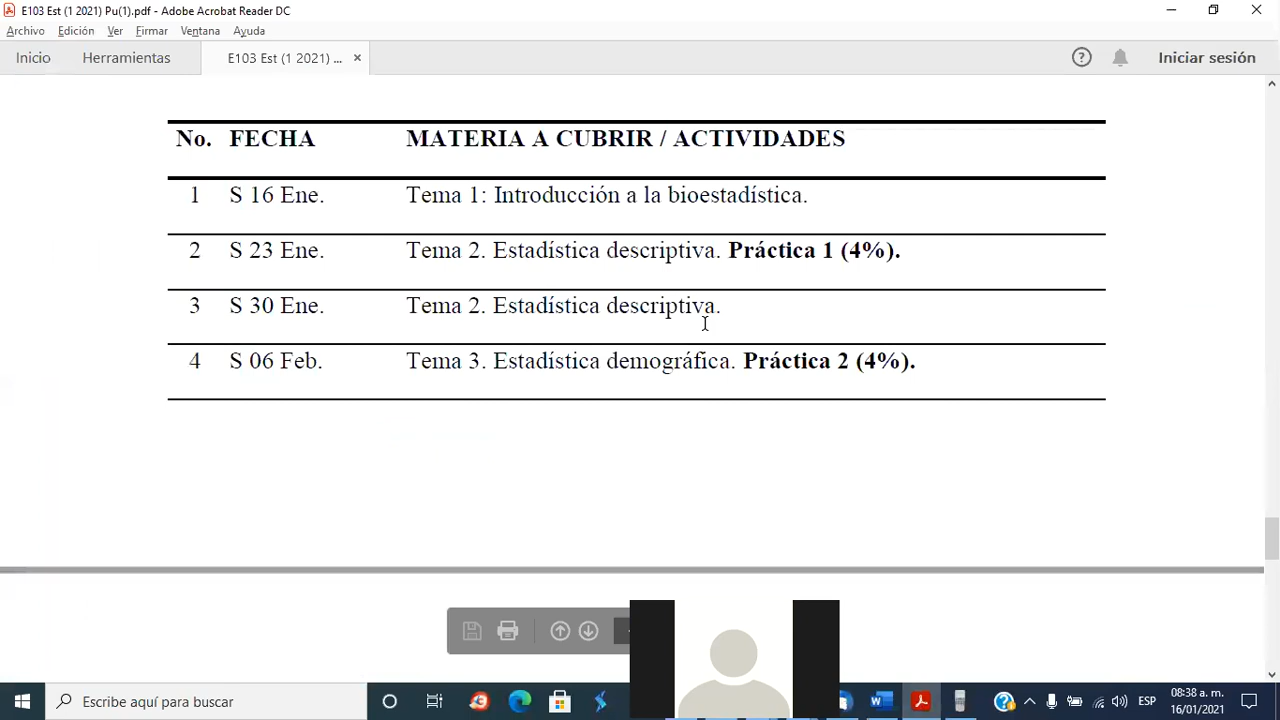 E103 Est (1 2021) Pu(1).pdf - Adobe Acrobat Reader DC
Archivo Edición Ver Firmar Ventana Ayuda
Inicio Herramientas E103 Est (1 2021) ... × Iniciar sesión
No. FECHA MATERIA A CUBRIR / ACTIVIDADES
1 S 16 Ene. Tema 1: Introducción a la bioestadística.
2 S 23 Ene. Tema 2. Estadística descriptiva. Práctica 1 (4%).
3 S 30 Ene. Tema 2. Estadística descriptiva.
4 S 06 Feb. Tema 3. Estadística demográfica. Práctica 2 (4%).
Escribe aquí para buscar
ESP
08:38 a. m.
16/01/2021